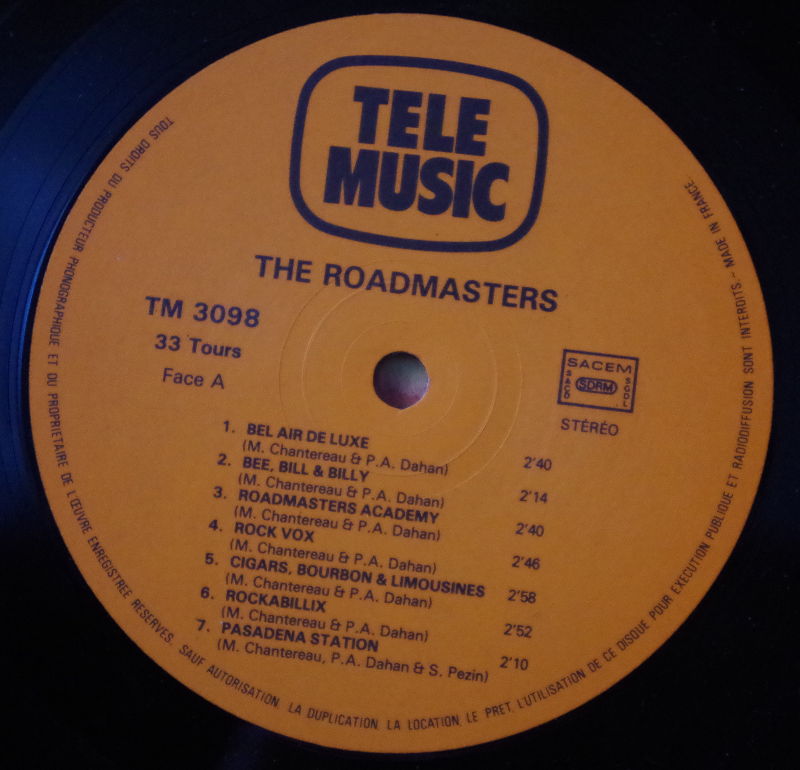 TELE
MUSIC
THE ROADMASTERS
TM 3098
33 Tours
Face A
SACEM
SACD SDRM SGDL
STÉRÉO
1. BEL AIR DE LUXE
(M. Chantereau & P.A. Dahan) 2'40
2. BEE, BILL & BILLY
(M. Chantereau & P.A. Dahan) 2'14
3. ROADMASTERS ACADEMY
(M. Chantereau & P.A. Dahan) 2'40
4. ROCK VOX
(M. Chantereau & P.A. Dahan) 2'46
5. CIGARS, BOURBON & LIMOUSINES
(M. Chantereau & P.A. Dahan) 2'58
6. ROCKABILLIX
(M. Chantereau & P.A. Dahan) 2'52
7. PASADENA STATION
(M. Chantereau, P.A. Dahan & S. Pezin) 2'10
TOUS DROITS DU PRODUCTEUR PHONOGRAPHIQUE ET DU PROPRIETAIRE DE L'ŒUVRE ENREGISTREE RESERVES. SAUF AUTORISATION, LA DUPLICATION, LA LOCATION, LE PRET, L'UTILISATION DE CE DISQUE POUR EXECUTION PUBLIQUE ET RADIODIFFUSION SONT INTERDITS. - MADE IN FRANCE.